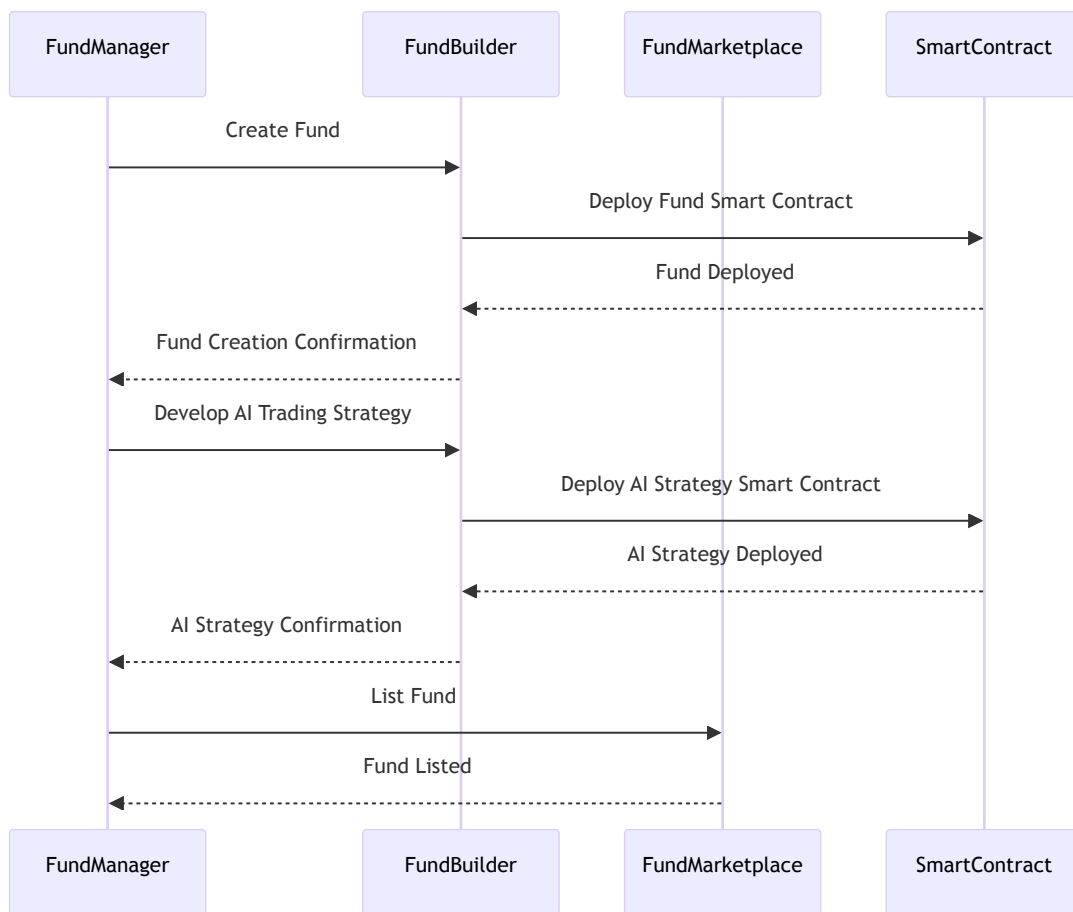 FundManager
FundBuilder
FundMarketplace
SmartContract
Create Fund
Deploy Fund Smart Contract
Fund Deployed
Fund Creation Confirmation
Develop AI Trading Strategy
Deploy AI Strategy Smart Contract
AI Strategy Deployed
AI Strategy Confirmation
List Fund
Fund Listed
FundManager
FundBuilder
FundMarketplace
SmartContract